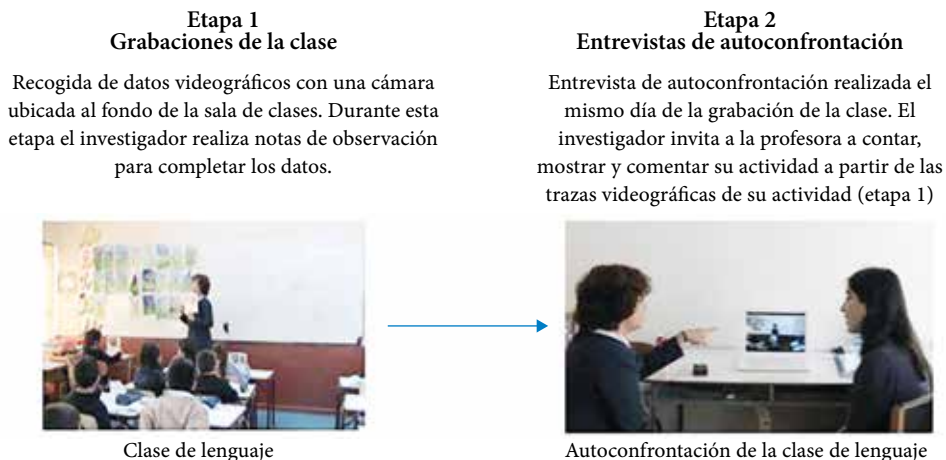 Etapa 1
Grabaciones de la clase
Recogida de datos videográficos con una cámara
ubicada al fondo de la sala de clases. Durante esta
etapa el investigador realiza notas de observación
para completar los datos.
Clase de lenguaje
Etapa 2
Entrevistas de autoconfrontación
Entrevista de autoconfrontación realizada el
mismo día de la grabación de la clase. El
investigador invita a la profesora a contar,
mostrar y comentar su actividad a partir de las
trazas videográficas de su actividad (etapa 1)
Autoconfrontación de la clase de lenguaje